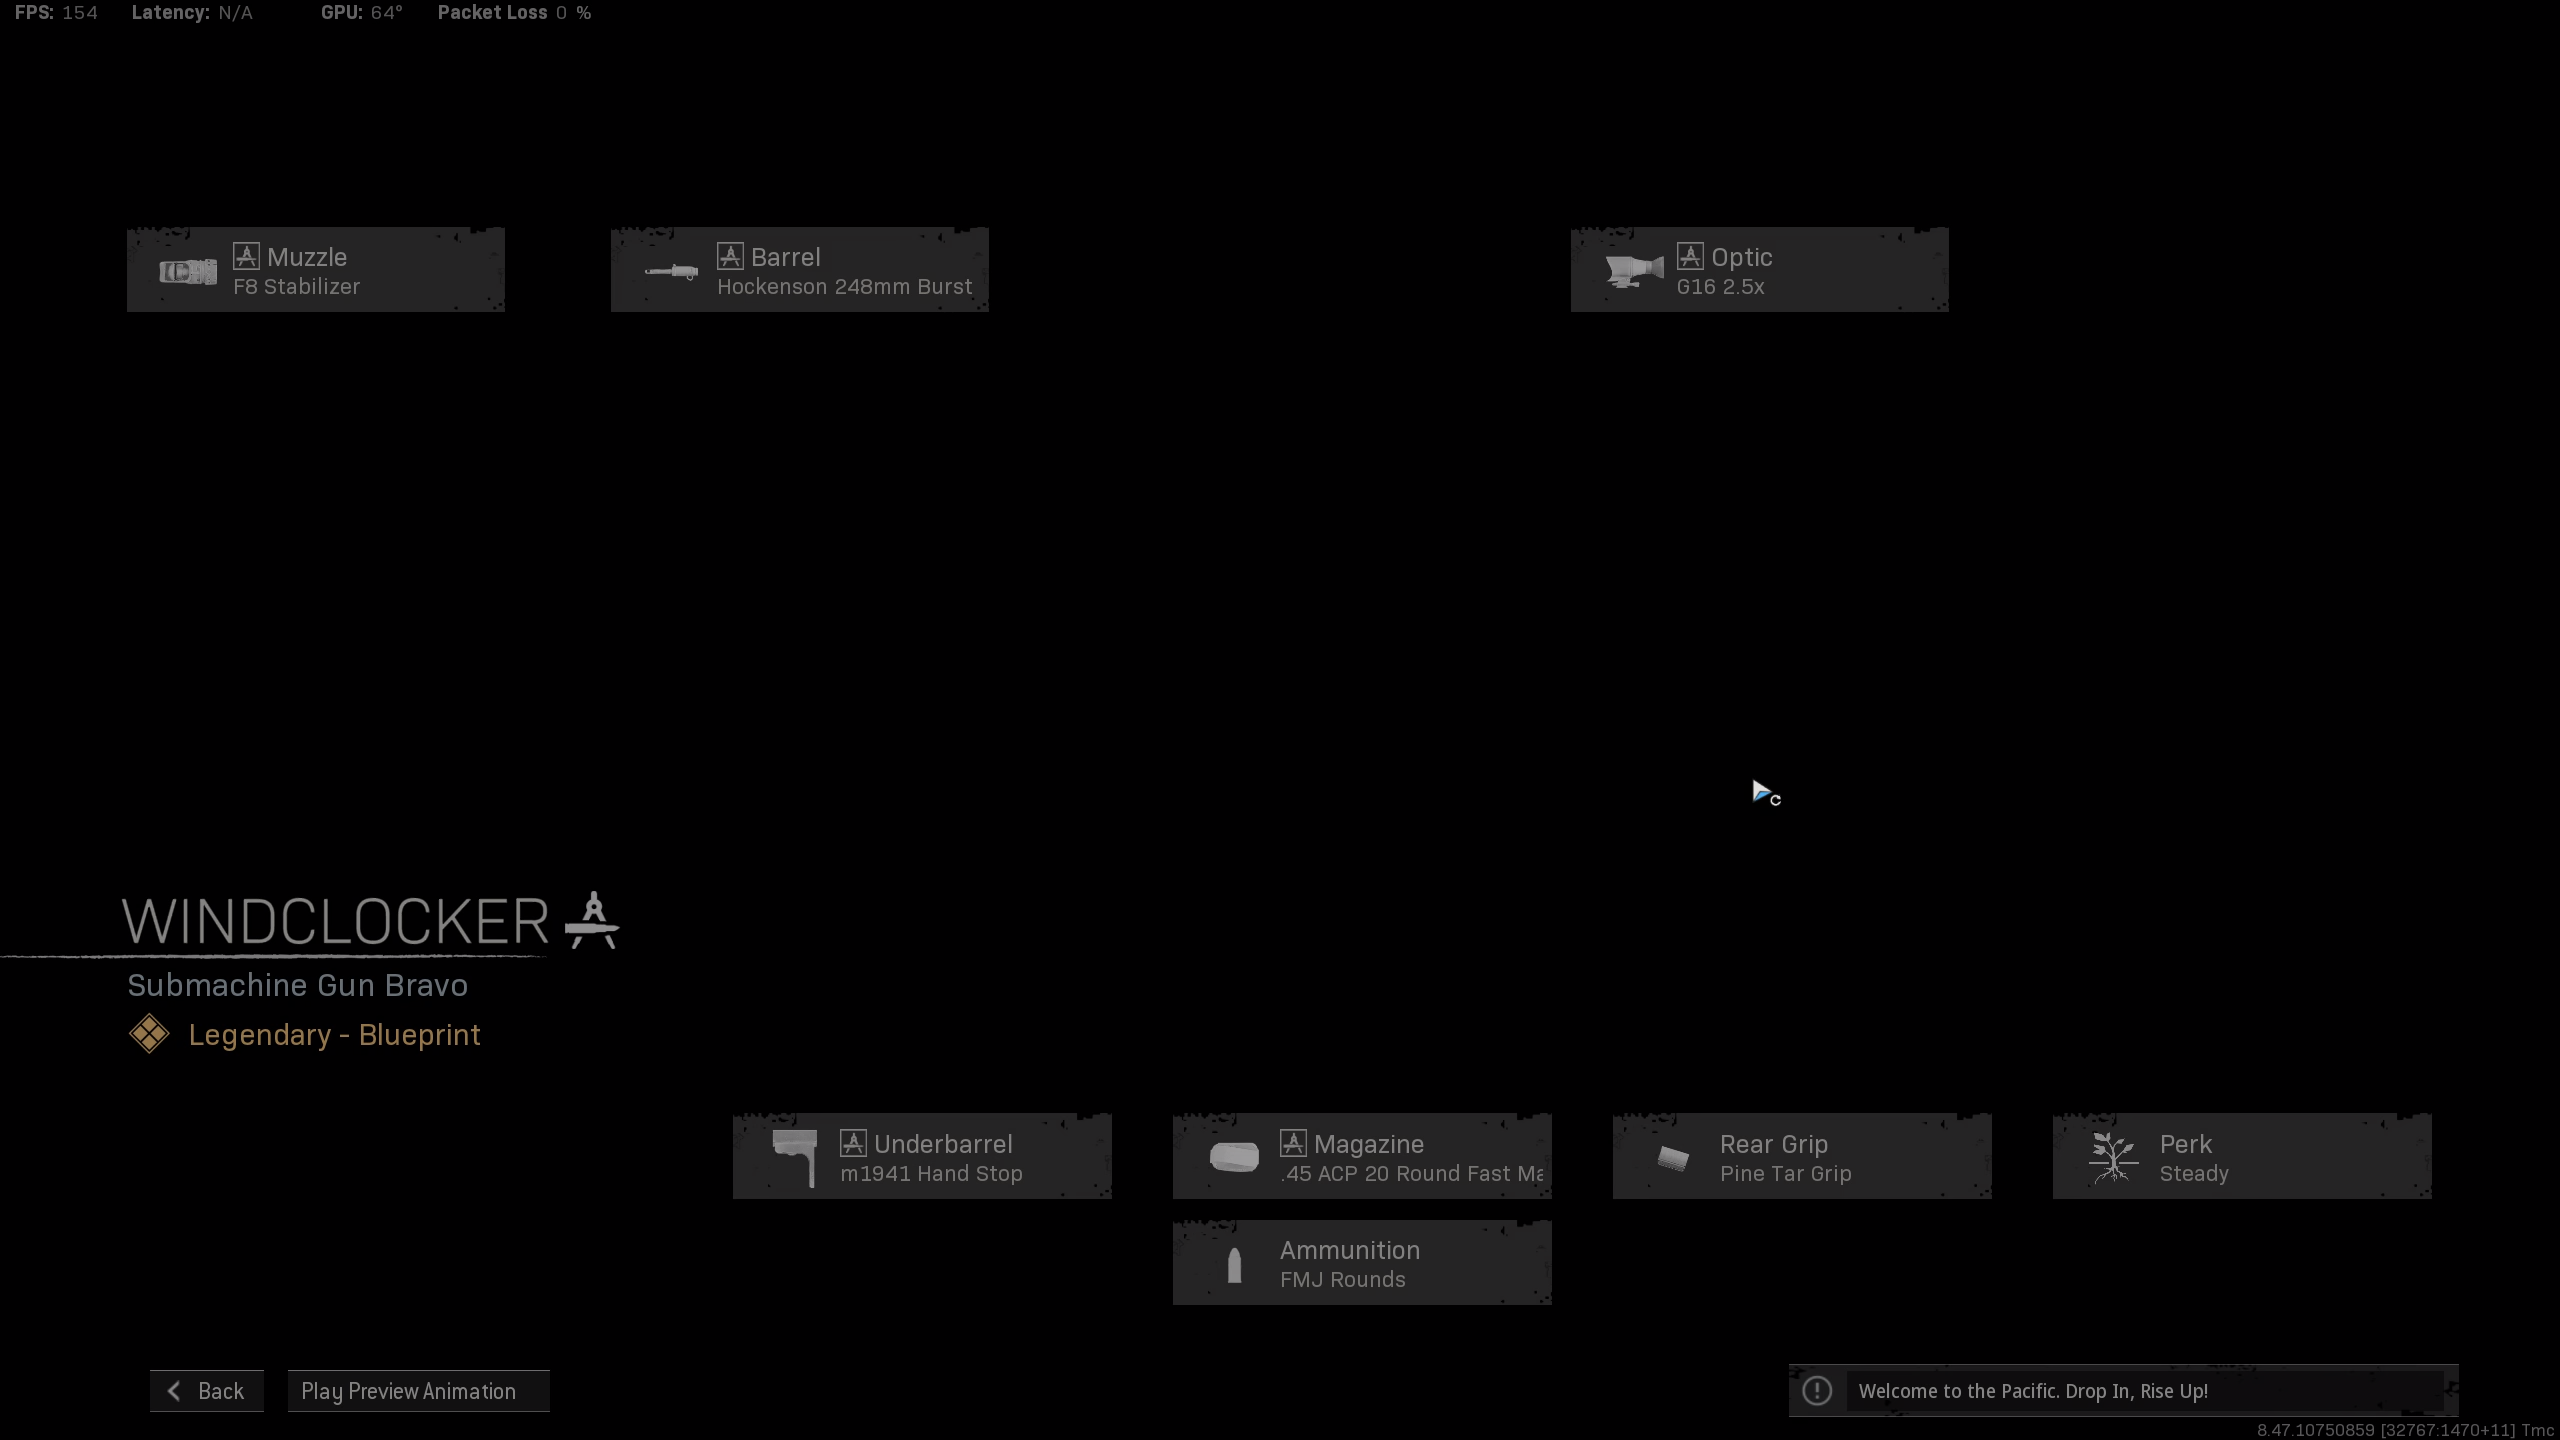 FPS: 154 Latency: N/A GPU: 64° Packet Loss 0 %
Muzzle
F8 Stabilizer
Barrel
Hockenson 248mm Burst
Optic
G16 2.5x
WINDCLOCKER
Submachine Gun Bravo
Legendary - Blueprint
Underbarrel
m1941 Hand Stop
Magazine
.45 ACP 20 Round Fast Ma
Rear Grip
Pine Tar Grip
Perk
Steady
Ammunition
FMJ Rounds
Back
Play Preview Animation
Welcome to the Pacific. Drop In, Rise Up!
8.47.10750859 [32767:1470+11] Tmc